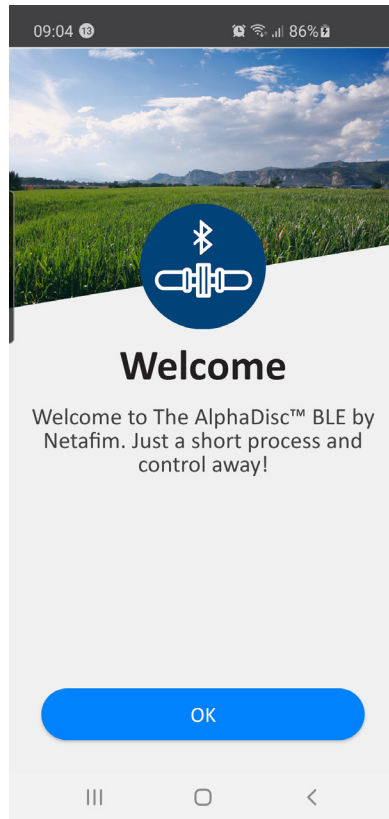 09:04 13 86%
Welcome
Welcome to The AlphaDisc™ BLE by
Netafim. Just a short process and
control away!
OK